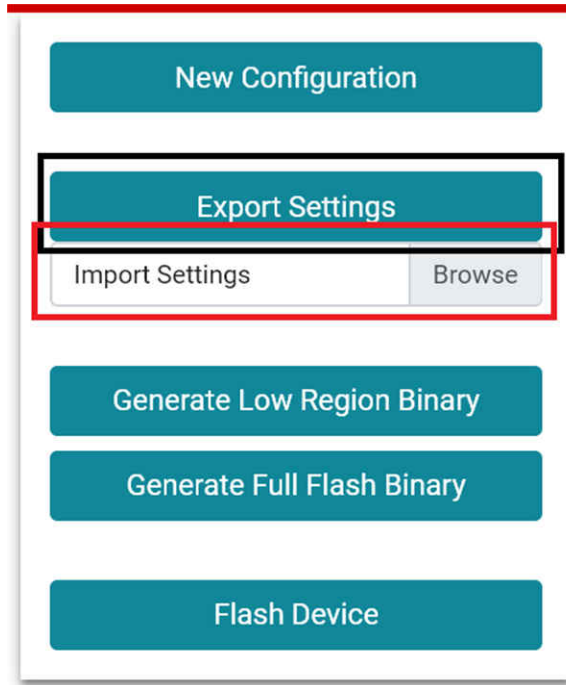 New Configuration
Export Settings
Import Settings Browse
Generate Low Region Binary
Generate Full Flash Binary
Flash Device